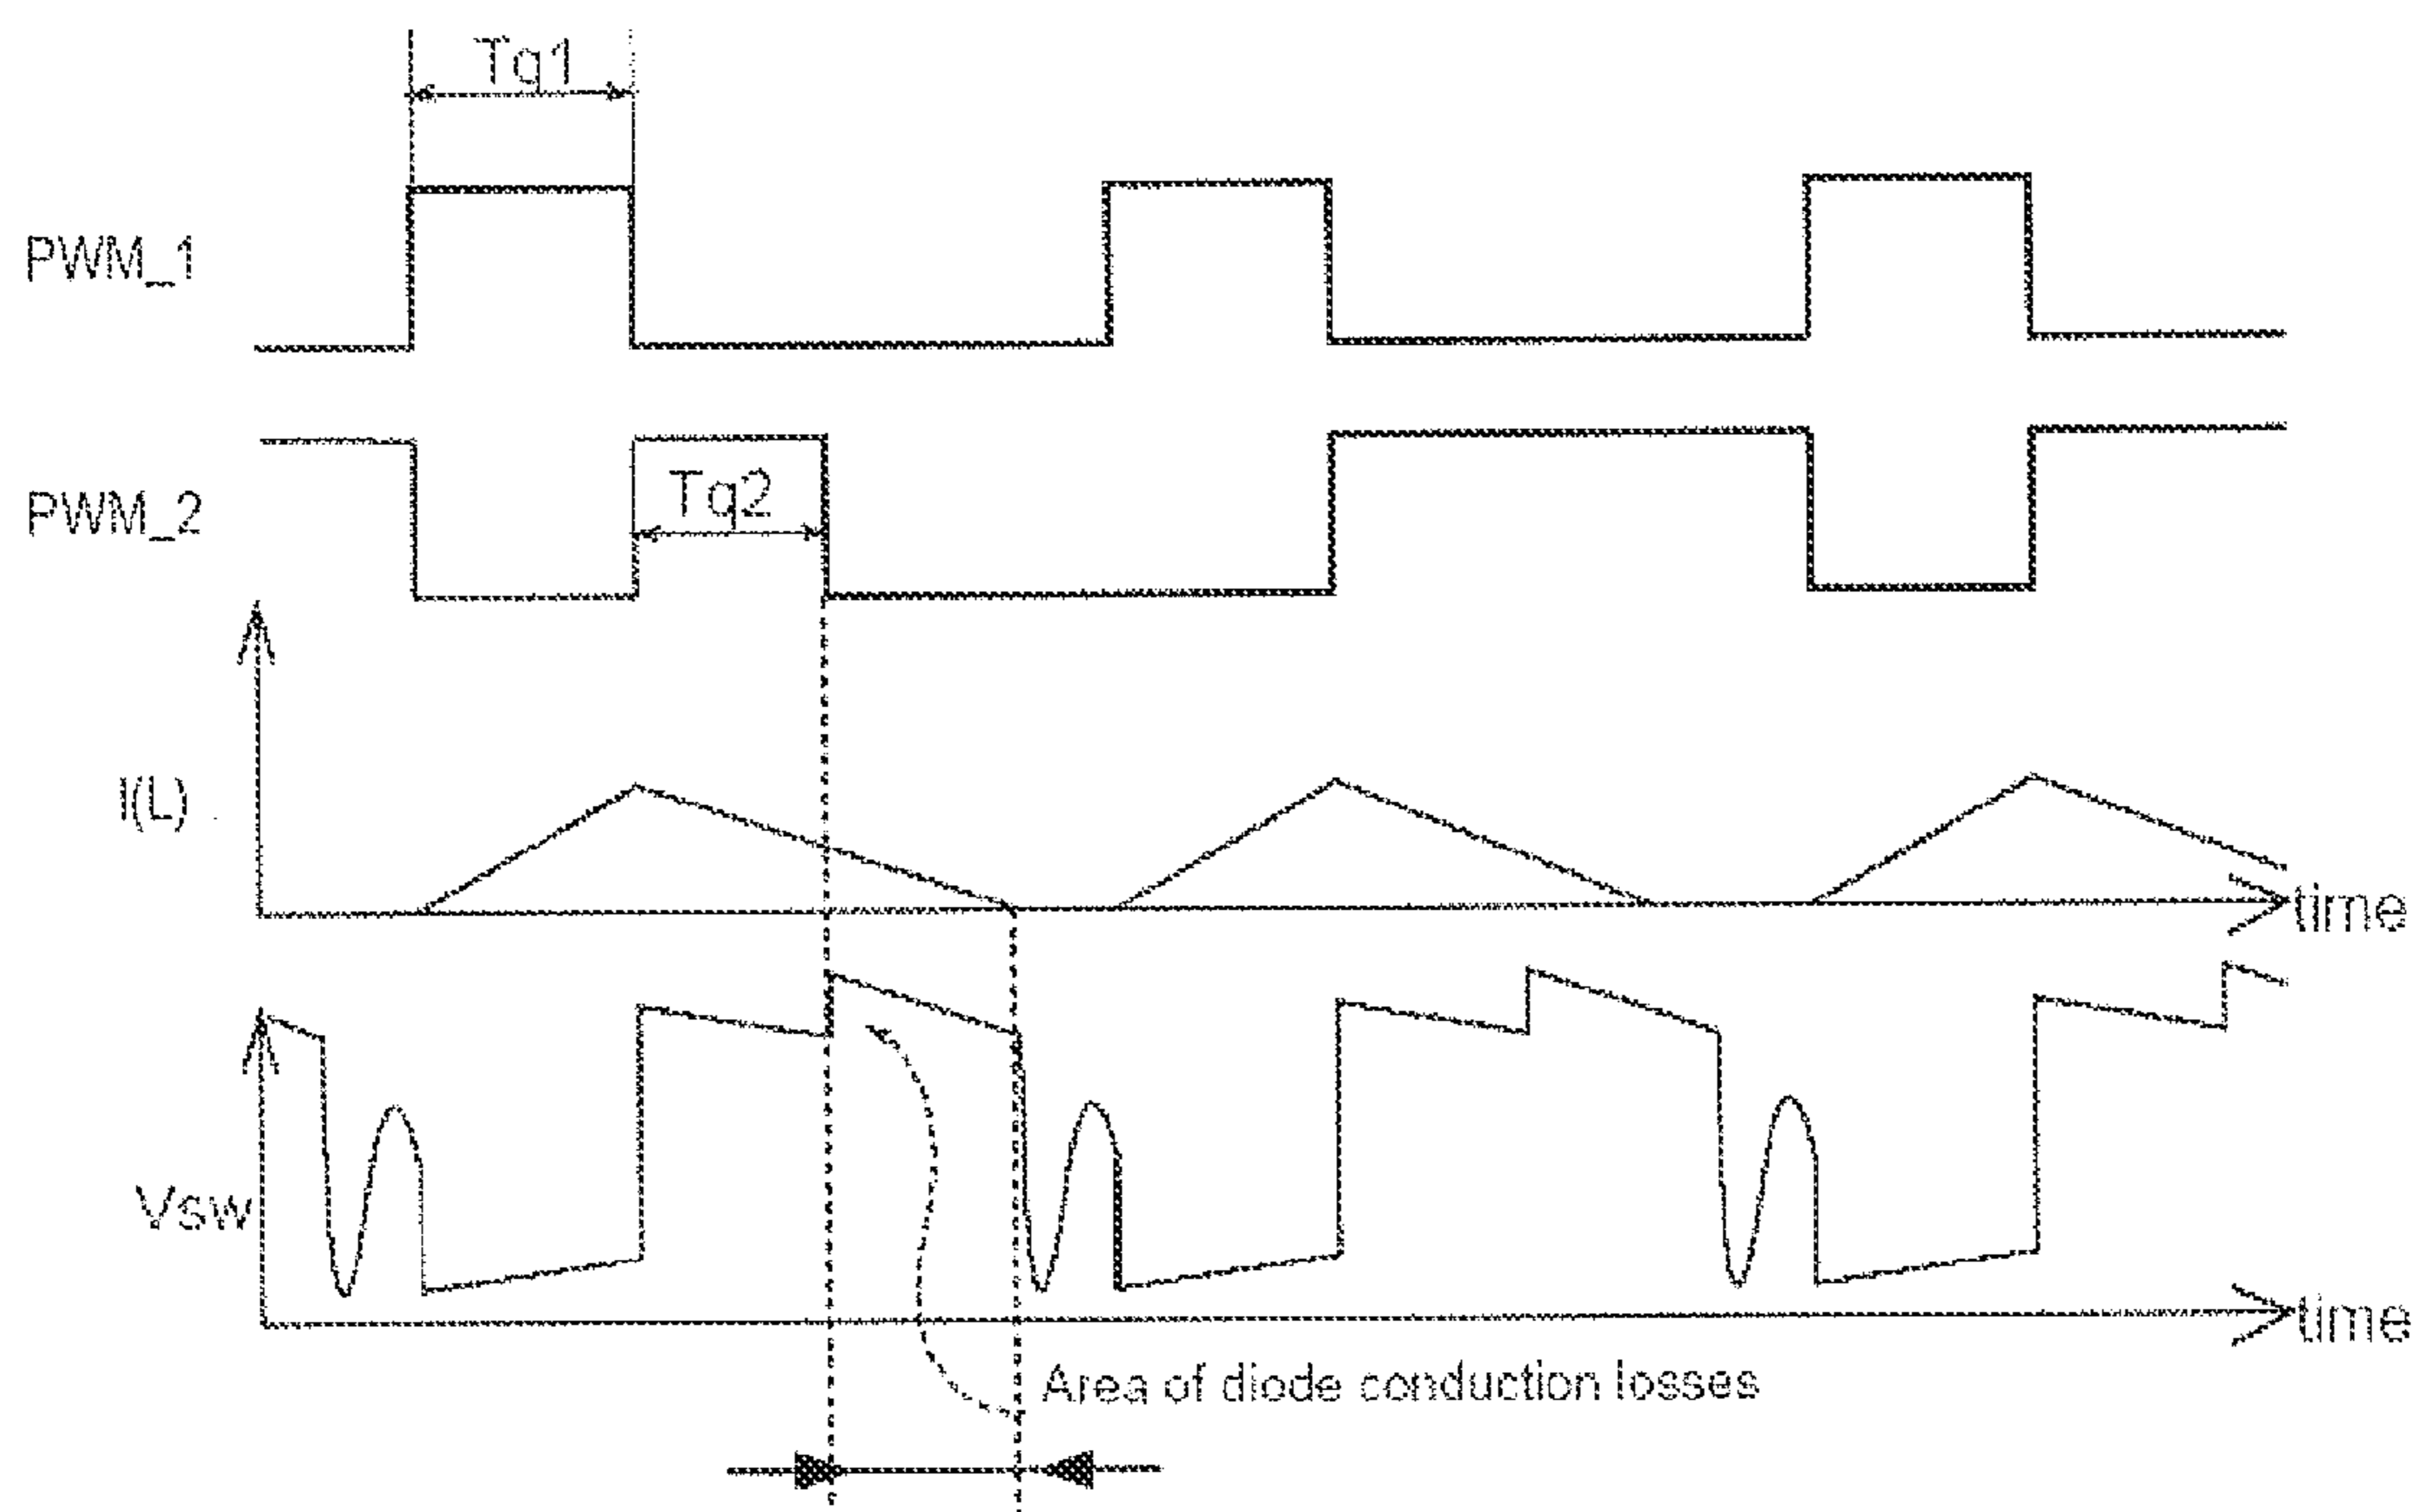 Tq1
PWM_1
PWM_2
Tq2
I(L)
time
Vsw
time
Area of diode conduction losses